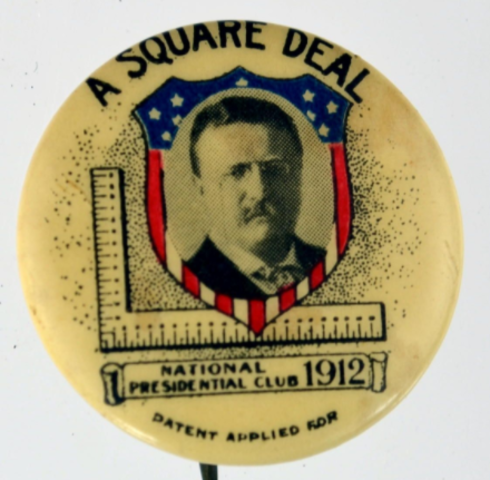 A SQUARE DEAL
NATIONAL
PRESIDENTIAL CLUB 1912
PATENT APPLIED FOR